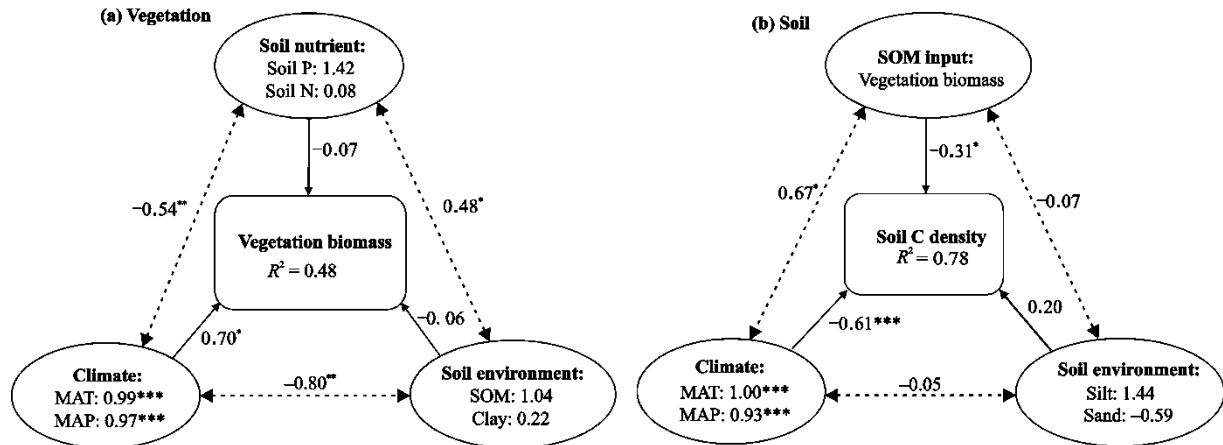 (a) Vegetation
Soil nutrient:
Soil P: 1.42
Soil N: 0.08
−0.07
−0.54**
0.48*
Vegetation biomass
R² = 0.48
0.70*
−0. 06
Climate:
MAT: 0.99***
MAP: 0.97***
−0.80**
Soil environment:
SOM: 1.04
Clay: 0.22
(b) Soil
SOM input:
Vegetation biomass
−0.31*
0.67*
−0.07
Soil C density
R² = 0.78
−0.61***
0.20
Climate:
MAT: 1.00***
MAP: 0.93***
−0.05
Soil environment:
Silt: 1.44
Sand: −0.59